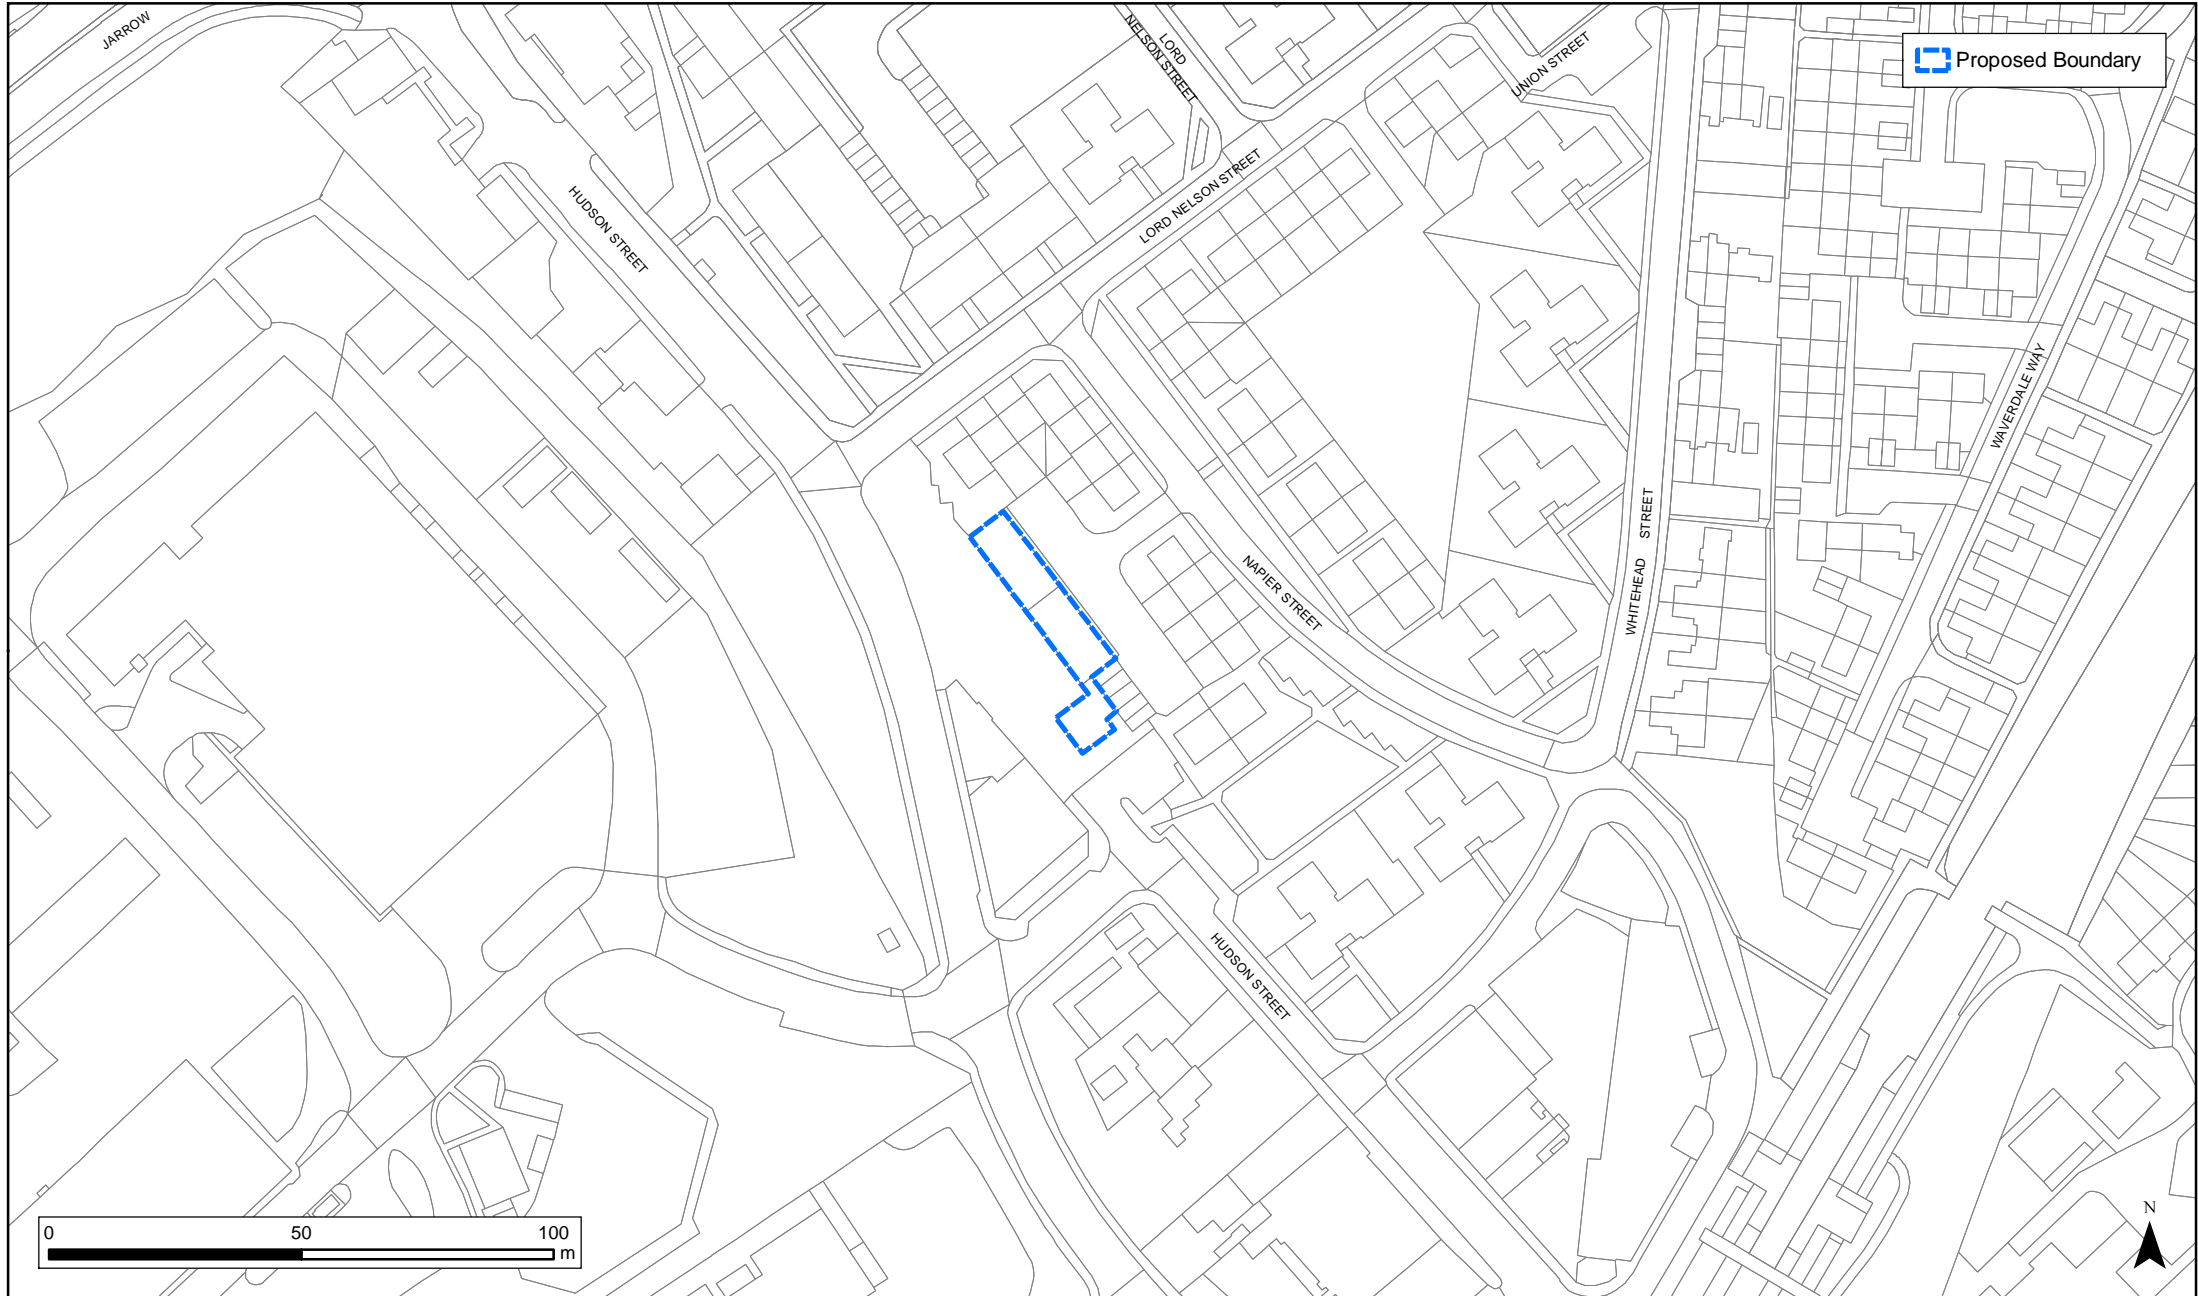 JARROW
LORD
NELSON STREET
UNION STREET
Proposed Boundary
HUDSON STREET
LORD NELSON STREET
WAVERDALE WAY
WHITEHEAD STREET
NAPIER STREET
HUDSON STREET
0 50 100
m
N